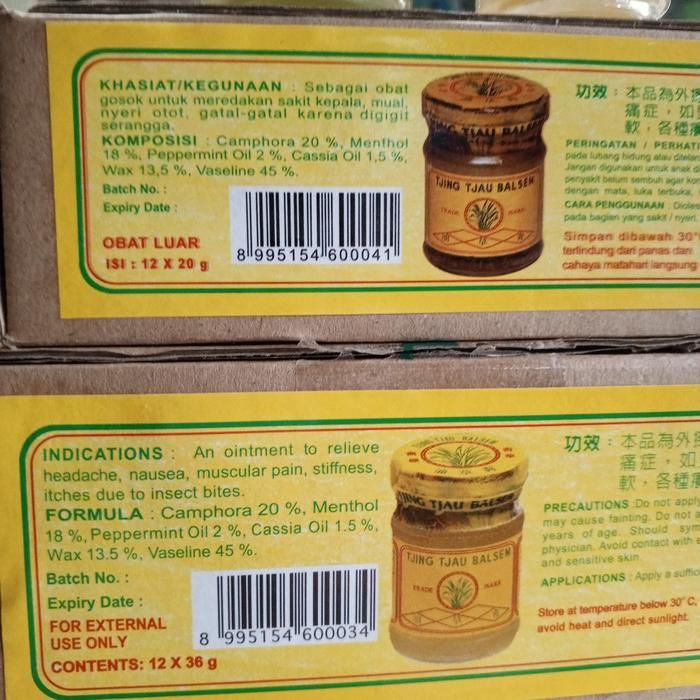 KHASIAT/KEGUNAAN : Sebagai obat
gosok untuk meredakan sakit kepala, mual,
nyeri otot, gatal-gatal karena digigit
serangga.
KOMPOSISI : Camphora 20 %, Menthol
18 %, Peppermint Oil 2 %, Cassia Oil 1,5 %,
Wax 13,5 %, Vaseline 45 %.
Batch No. :
Expiry Date :
OBAT LUAR
ISI : 12 X 20 g
8 995154 600041
TJING TJAU BALSEM
TJING TJAU BALSEM
TRADE MARK
功效：本品為外
痛症，如
軟，各種
PERINGATAN / PERHATI
pada lubang hidung atau
Jangan digunakan untuk anak
penyakit belum sembuh agar
dengan mata, luka terbuka,
CARA PENGGUNAAN :
pada bagian yang sakit / nyeri
Simpan dibawah 30°
terlindung dari panas dan
cahaya matahari langsung
INDICATIONS : An ointment to relieve
headache, nausea, muscular pain, stiffness,
itches due to insect bites.
FORMULA : Camphora 20 %, Menthol
18 %, Peppermint Oil 2 %, Cassia Oil 1.5 %,
Wax 13.5 %, Vaseline 45 %.
Batch No. :
Expiry Date :
FOR EXTERNAL
USE ONLY
CONTENTS: 12 X 36 g
8 995154 600034
TJING TJAU BALSEM
TJING TJAU BALSEM
TJING TJAU BALSEM
TRADE MARK
功效：本品為外
痛症，如
軟，各種
PRECAUTIONS : Do not apply
may cause fainting. Do not
years of age. Should
physician. Avoid contact with
and sensitive skin.
APPLICATIONS : Apply a
Store at temperature below 30°C,
avoid heat and direct sunlight.